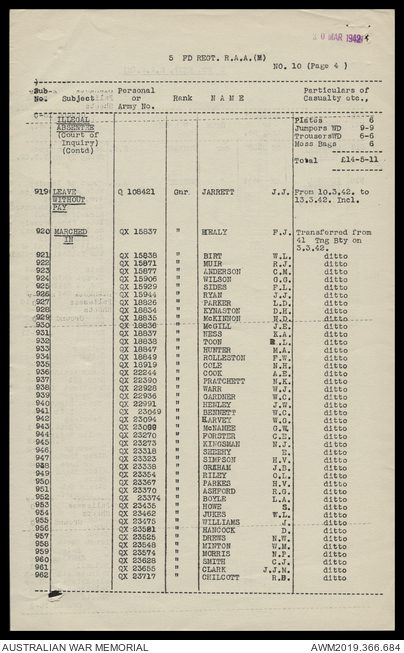 20 MAR 1942
5 FD REGT. R.A.A.(M)
NO. 10 (Page 4 )
Sub- Personal Particulars of
No. Subject or Rank N A M E Casualty etc.,
Army No.
ILLEGAL Plates 6
ABSENTEE Jumpers WD 9-9
(Court of Trousers WD 6-6
Inquiry) Mess Bags 6
(Contd)
Total £14-5-11
919 LEAVE Q 108421 Gnr. JARRETT J.J. From 10.3.42. to
WITHOUT 13.3.42. Incl.
PAY
920 MARCHED QX 15837 " HEALY F.J. Transferred from
IN 41 Tng Bty on
3.3.42.
921 QX 15838 " BIRT W.L. ditto
922 QX 15871 " MUIR R.J. ditto
923 QX 15877 " ANDERSON C.M. ditto
924 QX 15906 " WILSON G.G. ditto
925 QX 15929 " SIDES F.L. ditto
926 QX 15944 " RYAN J.J. ditto
927 QX 18826 " PARKER L.D. ditto
928 QX 18834 " KYNASTON D.H. ditto
929 QX 18835 " McKINNON N.D. ditto
930 QX 18836 " McGILL J.E. ditto
931 QX 18837 " NESS K.A. ditto
932 QX 18838 " TOON R.L. ditto
933 QX 18847 " HUNTER M.A. ditto
934 QX 18849 " ROLLESTON F.W. ditto
935 QX 18919 " COLE N.H. ditto
936 QX 22244 " COOK A.E. ditto
937 QX 22390 " PRATCHETT N.K. ditto
938 QX 22928 " WARR W.J. ditto
939 QX 22936 " GARDNER W.C. ditto
940 QX 22991 " HENLEY J.W. ditto
941 QX 23049 " BENNETT W.C. ditto
942 QX 23094 " HARVEY W.G. ditto
943 QX 23099 " McNAMEE G.W. ditto
944 QX 23270 " FORSTER C.E. ditto
945 QX 23273 " KINGSMAN N.J. ditto
946 QX 23318 " SHEEHY E. ditto
947 QX 23323 " SIMPSON H.V. ditto
948 QX 23338 " GRAHAM J.B. ditto
949 QX 23354 " RILEY O.L. ditto
950 QX 23367 " PARKES H.V. ditto
951 QX 23370 " ASHFORD R.G. ditto
952 QX 23374 " BOYLE L.A. ditto
953 QX 23435 " HOWE S. ditto
954 QX 23462 " JUKES W.L. ditto
955 QX 23475 " WILLIAMS J. ditto
956 QX 23581 " HANCOCK D. ditto
957 QX 23525 " DREWS N.W. ditto
958 QX 23548 " MINTON W.M. ditto
959 QX 23574 " MORRIS N.F. ditto
960 QX 23628 " SMITH C.J. ditto
961 QX 23655 " CLARK J.J.M. ditto
962 QX 23717 " CHILCOTT R.B. ditto
AUSTRALIAN WAR MEMORIAL AWM2019.366.684